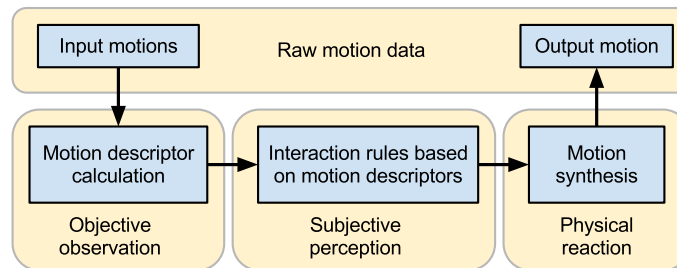 Input motions
Raw motion data
Output motion
Motion descriptor
calculation
Interaction rules based
on motion descriptors
Motion
synthesis
Objective
observation
Subjective
perception
Physical
reaction